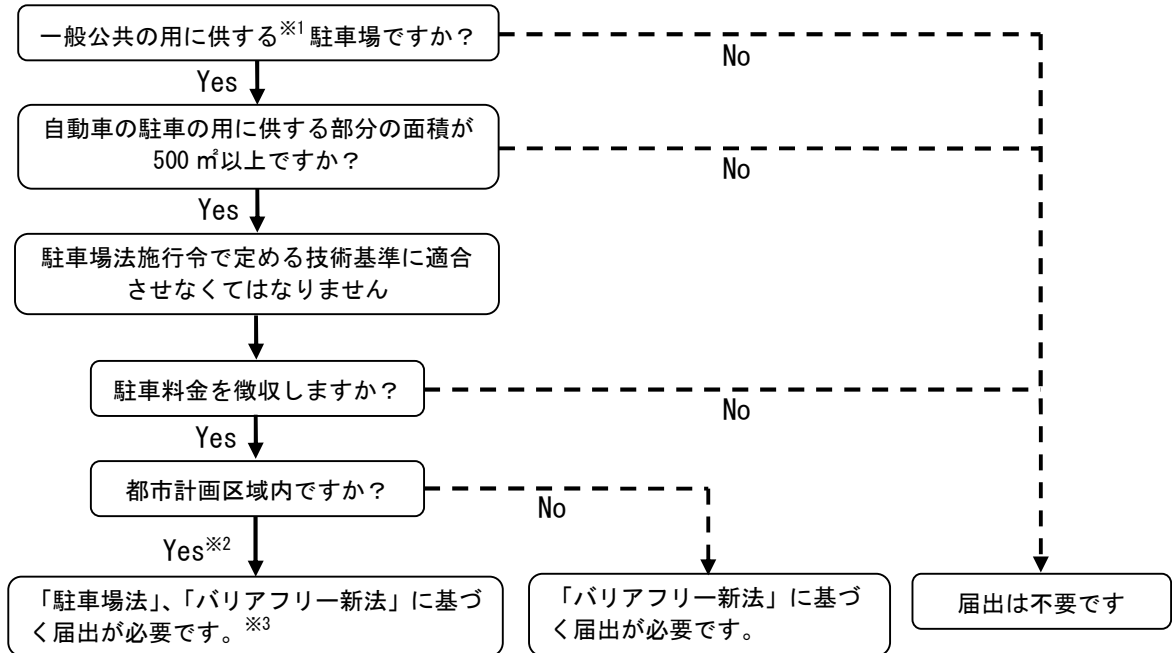 一般公共の用に供する※1駐車場ですか？
No
Yes
自動車の駐車の用に供する部分の面積が
500 ㎡以上ですか？
No
Yes
駐車場法施行令で定める技術基準に適合
させなくてはなりません
駐車料金を徴収しますか？
No
Yes
都市計画区域内ですか？
No
Yes※2
「駐車場法」、「バリアフリー新法」に基づ
く届出が必要です。※3
「バリアフリー新法」に基づ
く届出が必要です。
届出は不要です